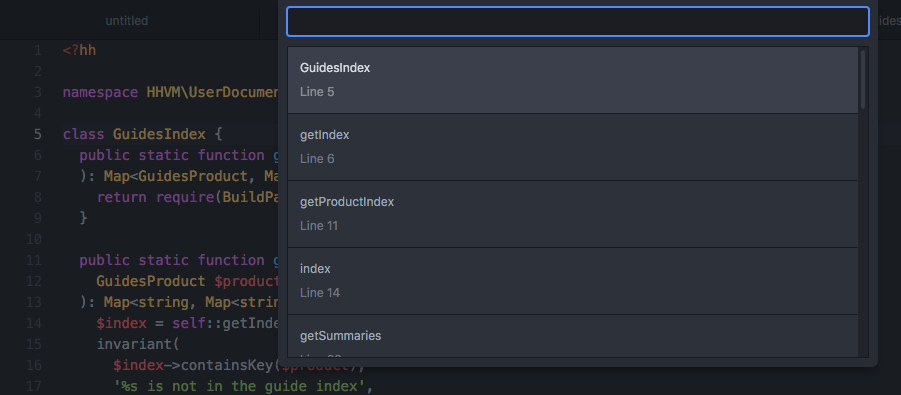 untitled
ides
1 <?hh
2
3 namespace HHVM\UserDocumen
4
5 class GuidesIndex {
6 public static function g
7 ): Map<GuidesProduct, Ma
8 return require(BuildPa
9 }
10
11 public static function g
12 GuidesProduct $product
13 ): Map<string, Map<strin
14 $index = self::getInde
15 invariant(
16 $index->containsKey($product),
17 '%s is not in the guide index',
GuidesIndex
Line 5
getIndex
Line 6
getProductIndex
Line 11
index
Line 14
getSummaries